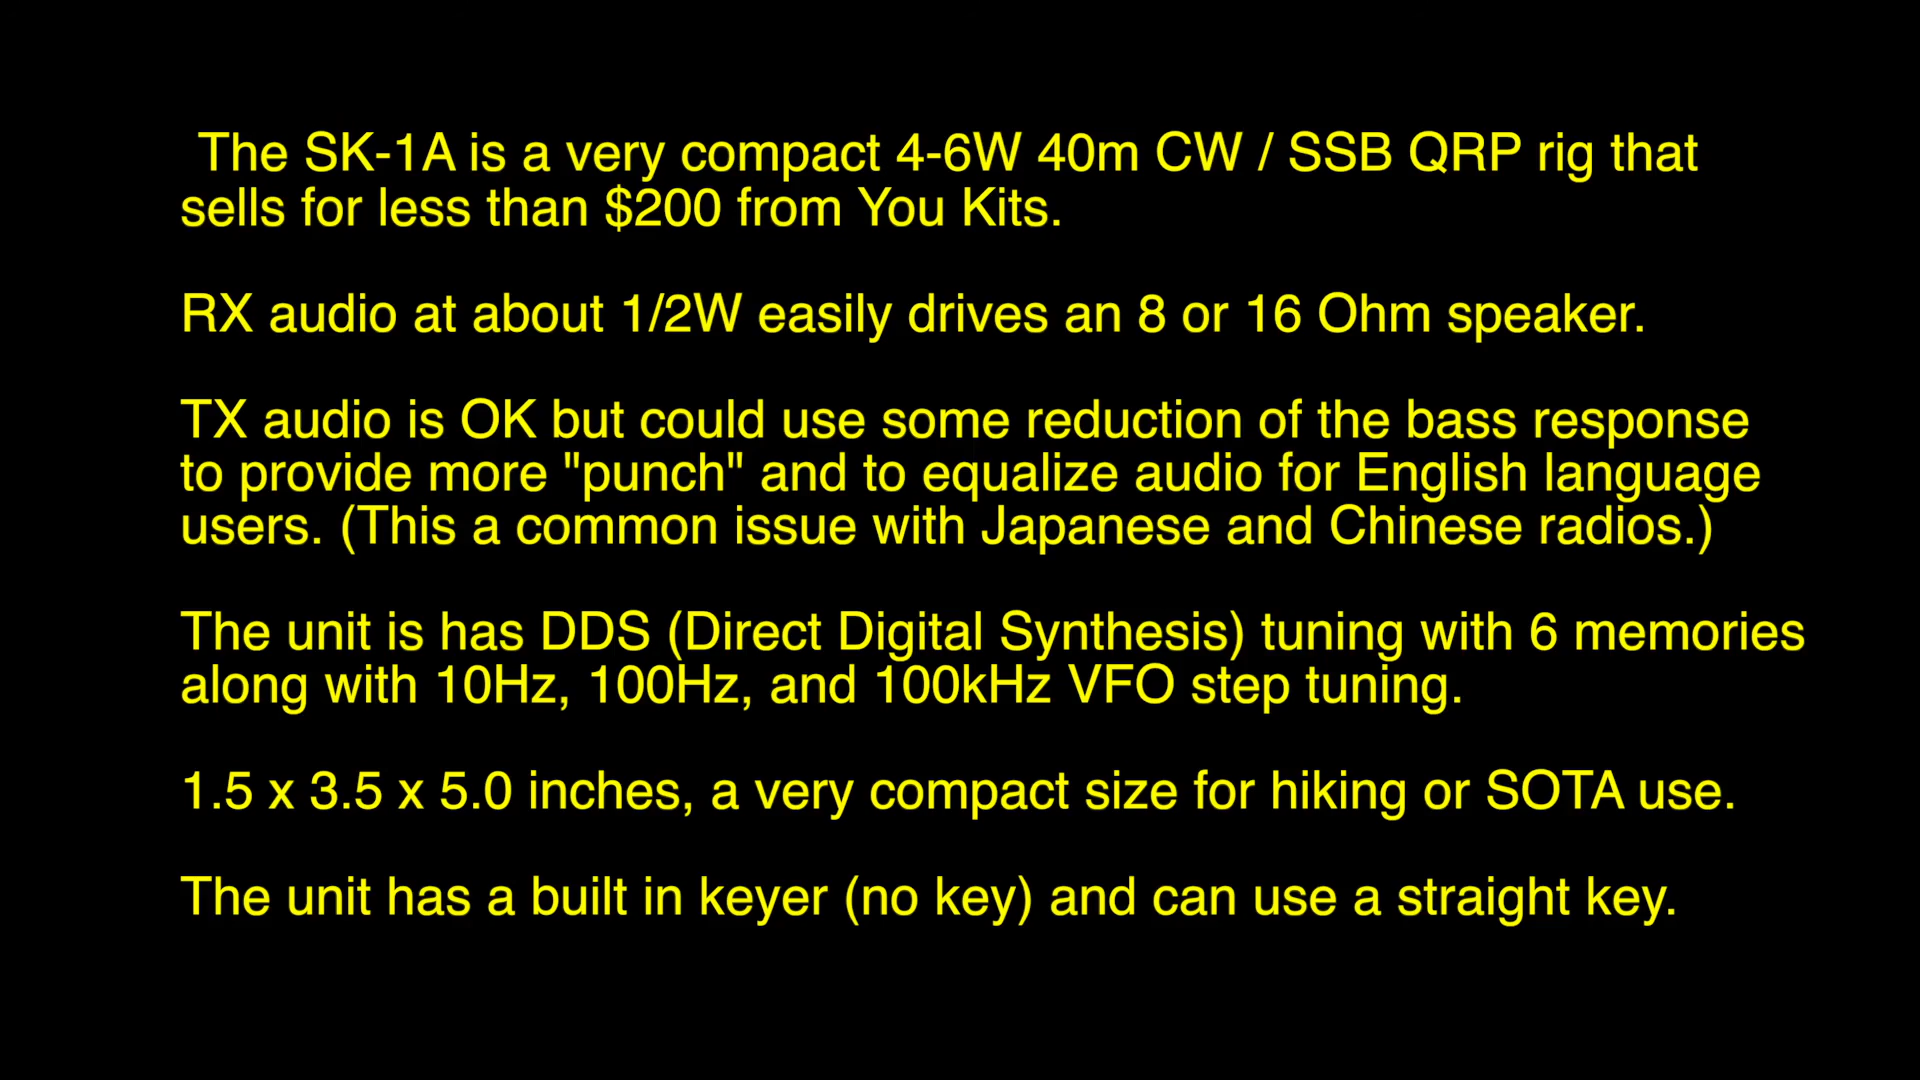 The SK-1A is a very compact 4-6W 40m CW / SSB QRP rig that
sells for less than $200 from You Kits.
RX audio at about 1/2W easily drives an 8 or 16 Ohm speaker.
TX audio is OK but could use some reduction of the bass response
to provide more "punch" and to equalize audio for English language
users. (This a common issue with Japanese and Chinese radios.)
The unit is has DDS (Direct Digital Synthesis) tuning with 6 memories
along with 10Hz, 100Hz, and 100kHz VFO step tuning.
1.5 x 3.5 x 5.0 inches, a very compact size for hiking or SOTA use.
The unit has a built in keyer (no key) and can use a straight key.